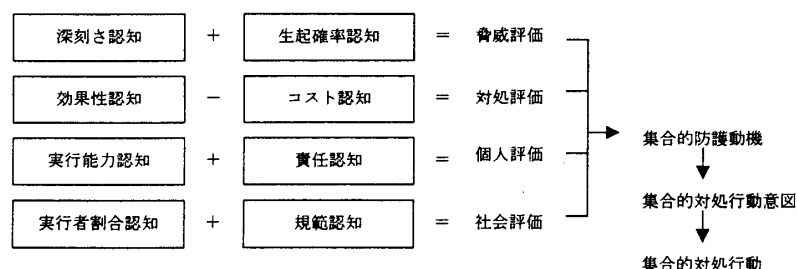 深刻さ認知 + 生起確率認知 = 脅威評価
効果性認知 - コスト認知 = 対処評価
実行能力認知 + 責任認知 = 個人評価
実行者割合認知 + 規範認知 = 社会評価
集合的防護動機
集合的対処行動意図
集合的対処行動